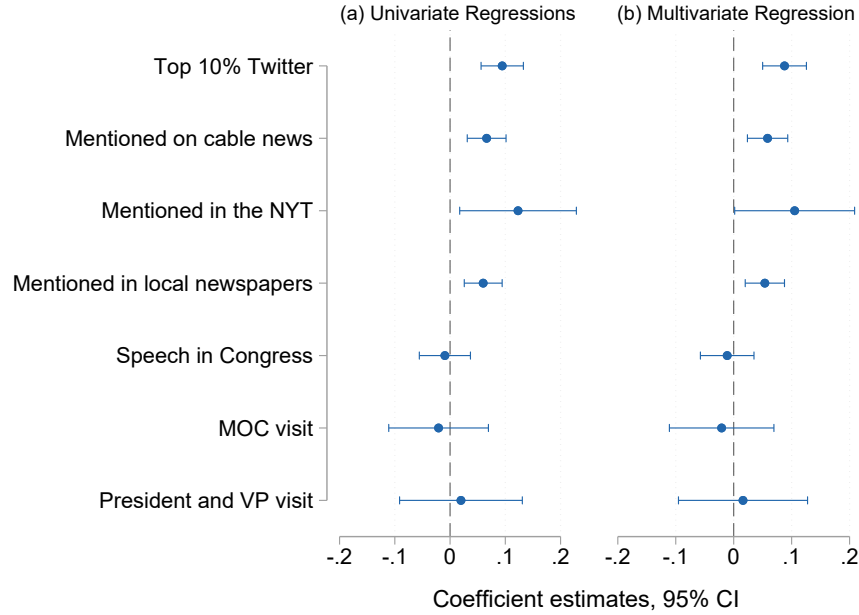 (a) Univariate Regressions (b) Multivariate Regression
Top 10% Twitter
Mentioned on cable news
Mentioned in the NYT
Mentioned in local newspapers
Speech in Congress
MOC visit
President and VP visit
-.2 -.1 0 .1 .2 -.2 -.1 0 .1 .2
Coefficient estimates, 95% CI